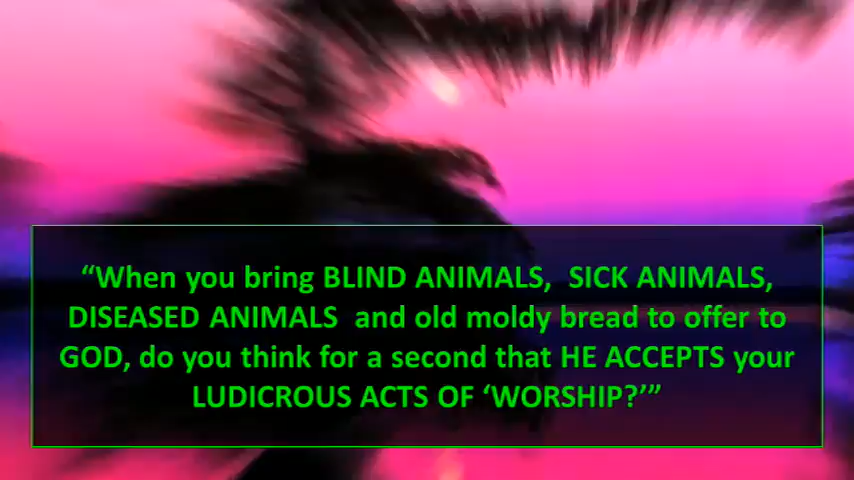 “When you bring BLIND ANIMALS,  SICK ANIMALS,
DISEASED ANIMALS  and old moldy bread to offer to
GOD, do you think for a second that HE ACCEPTS your
LUDICROUS ACTS OF ‘WORSHIP?’”